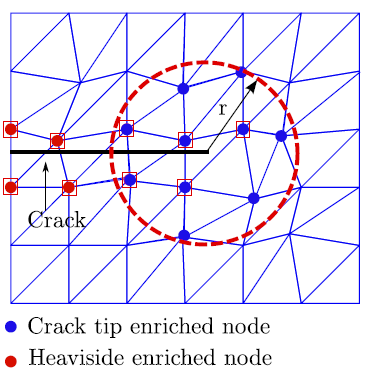 r
Crack
Crack tip enriched node
Heaviside enriched node